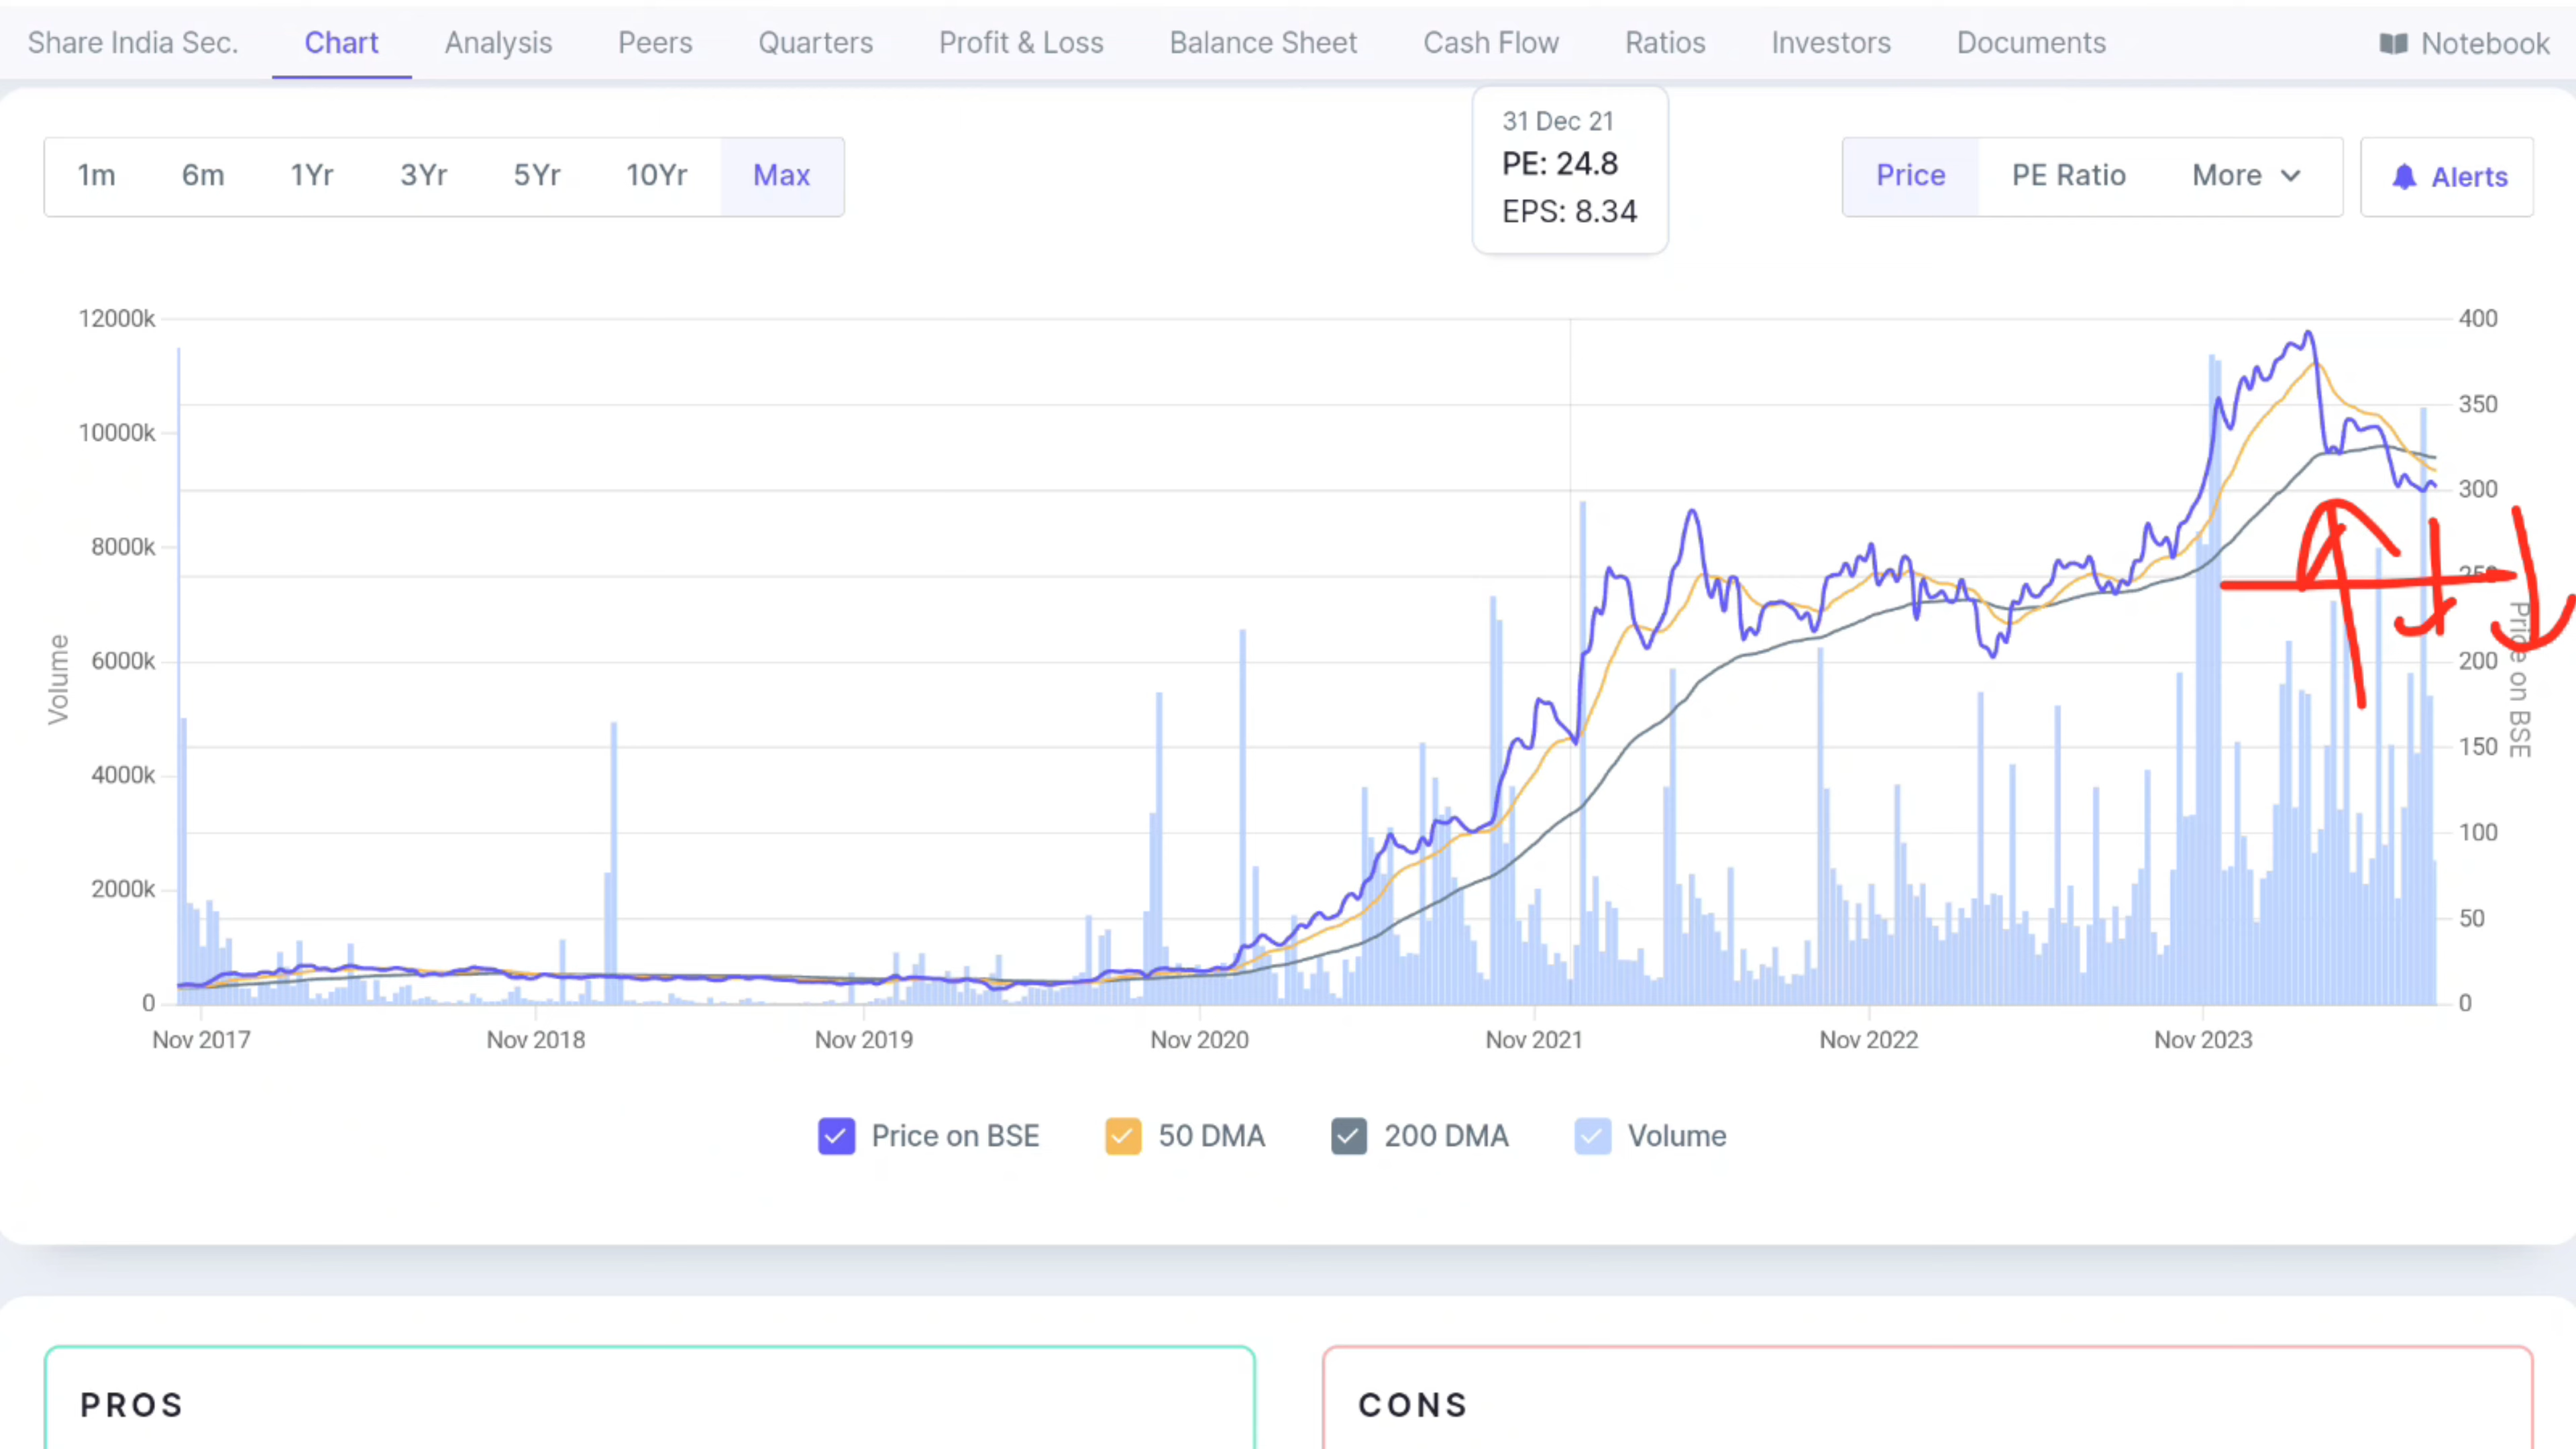 Share India Sec. Chart Analysis Peers Quarters Profit & Loss Balance Sheet Cash Flow Ratios Investors Documents Notebook
31 Dec 21
PE: 24.8
EPS: 8.34
1m 6m 1Yr 3Yr 5Yr 10Yr Max
Price PE Ratio More Alerts
12000k 400
350
10000k
300
8000k
250
6000k 200
150
4000k
100
2000k
50
0 0
Volume
Price on BSE
Nov 2017 Nov 2018 Nov 2019 Nov 2020 Nov 2021 Nov 2022 Nov 2023
Price on BSE 50 DMA 200 DMA Volume
PROS
CONS